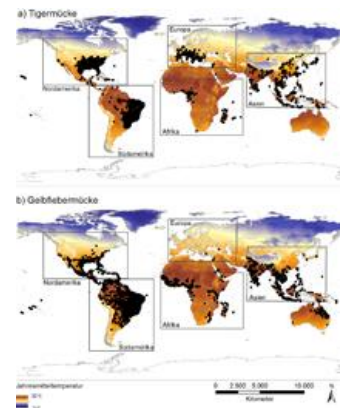 a) Tigermücke
Europa
Asien
Nordamerika
Afrika
Südamerika
b) Gelbfiebermücke
Europa
Asien
Nordamerika
Afrika
Südamerika
Jahresmitteltemperatur
0 2.500 5.000 10.000
Kilometer
N